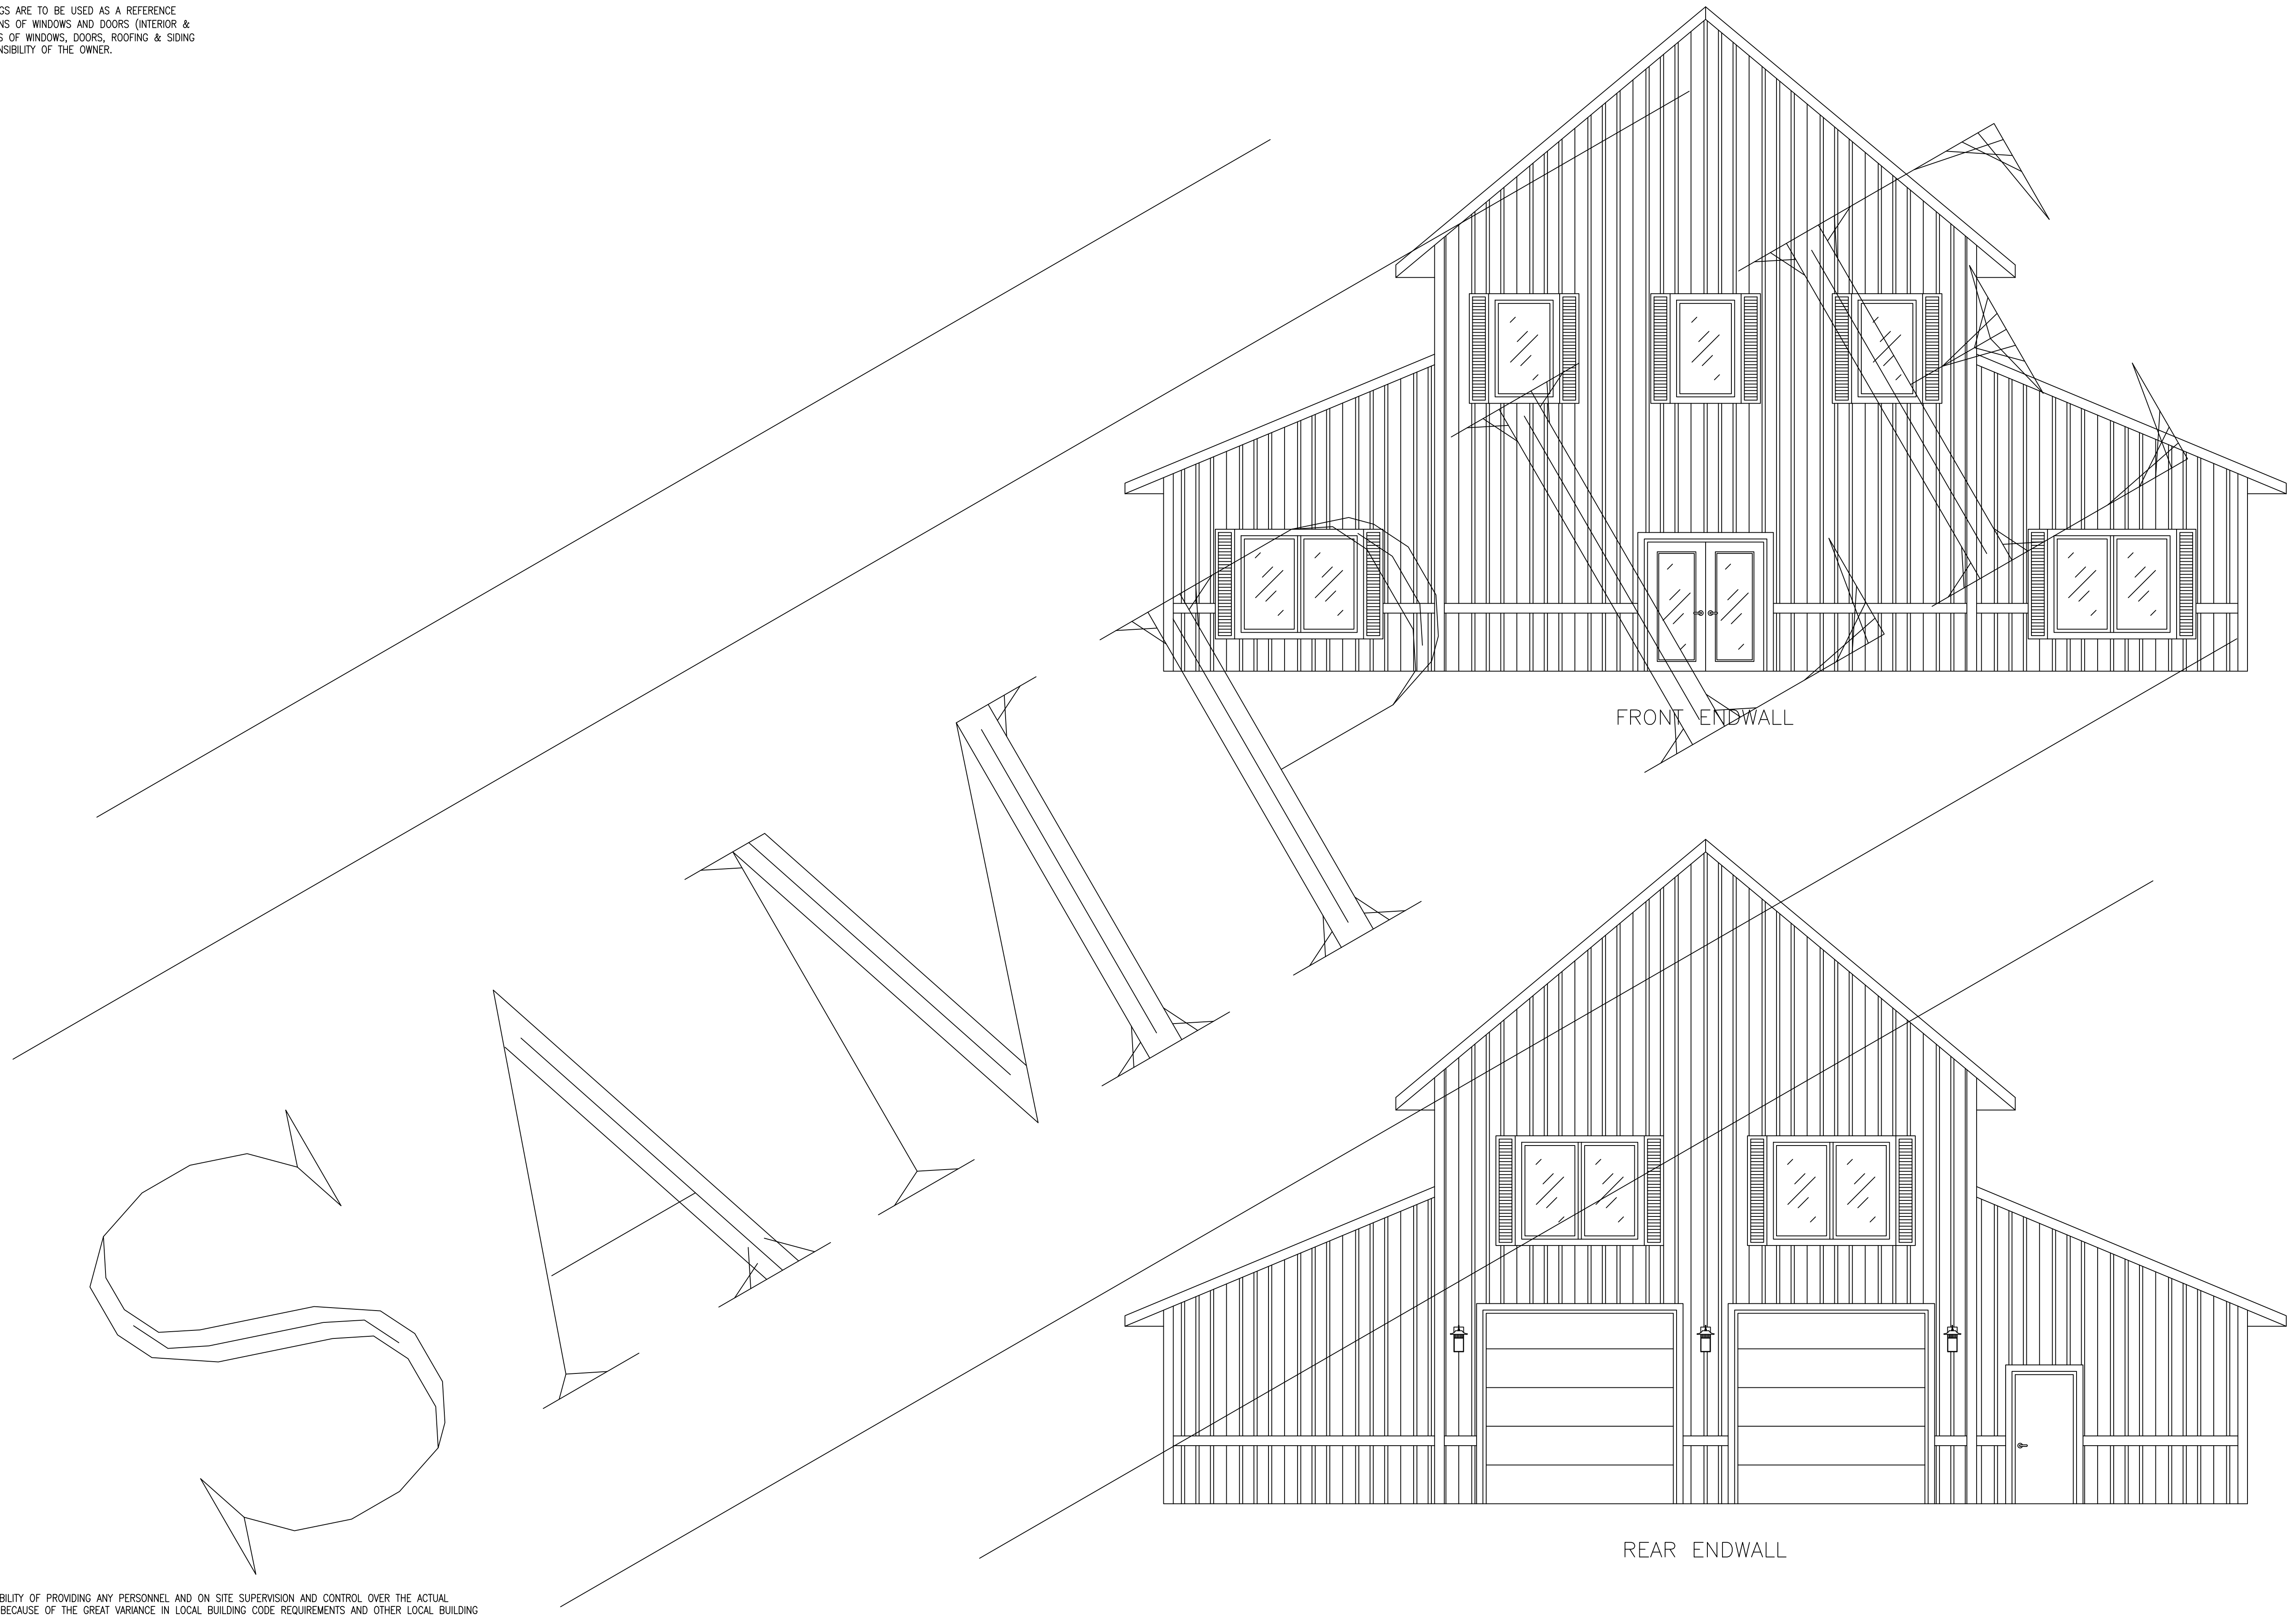 GS ARE TO BE USED AS A REFERENCE
NS OF WINDOWS AND DOORS (INTERIOR &
S OF WINDOWS, DOORS, ROOFING & SIDING
NSIBILITY OF THE OWNER.
SAMPLE
FRONT ENDWALL
REAR ENDWALL
BILITY OF PROVIDING ANY PERSONNEL AND ON SITE SUPERVISION AND CONTROL OVER THE ACTUAL
BECAUSE OF THE GREAT VARIANCE IN LOCAL BUILDING CODE REQUIREMENTS AND OTHER LOCAL BUILDING